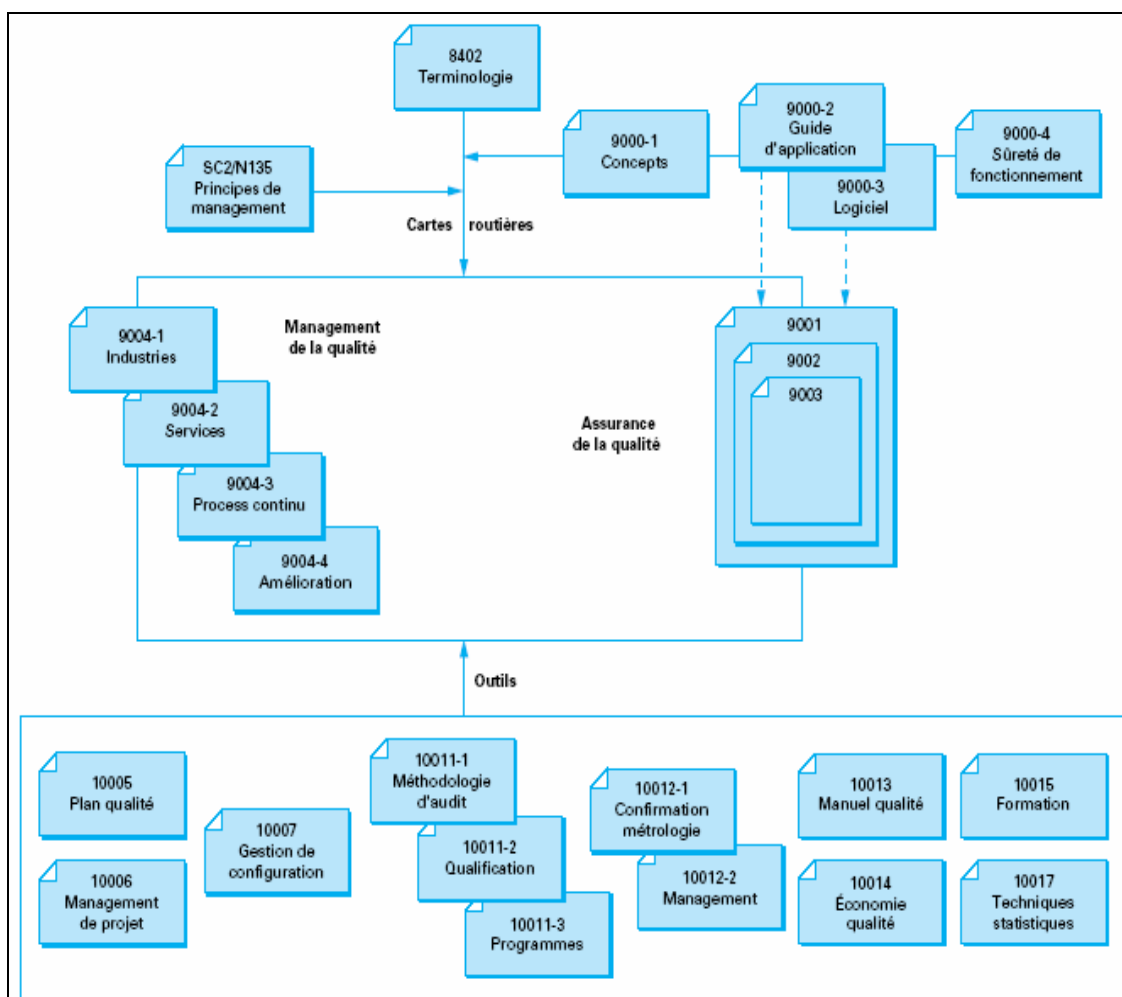 8402
Terminologie
9000-2
Guide
d'application
9000-1
Concepts
9000-4
Sûreté de
fonctionnement
SC2/N135
Principes de
management
9000-3
Logiciel
Cartes routières
9004-1
Industries
Management
de la qualité
9001
9002
9003
9004-2
Services
Assurance
de la qualité
9004-3
Process continu
9004-4
Amélioration
Outils
10005
Plan qualité
10011-1
Méthodologie
d'audit
10012-1
Confirmation
métrologie
10013
Manuel qualité
10015
Formation
10007
Gestion de
configuration
10011-2
Qualification
10012-2
Management
10006
Management
de projet
10011-3
Programmes
10014
Économie
qualité
10017
Techniques
statistiques